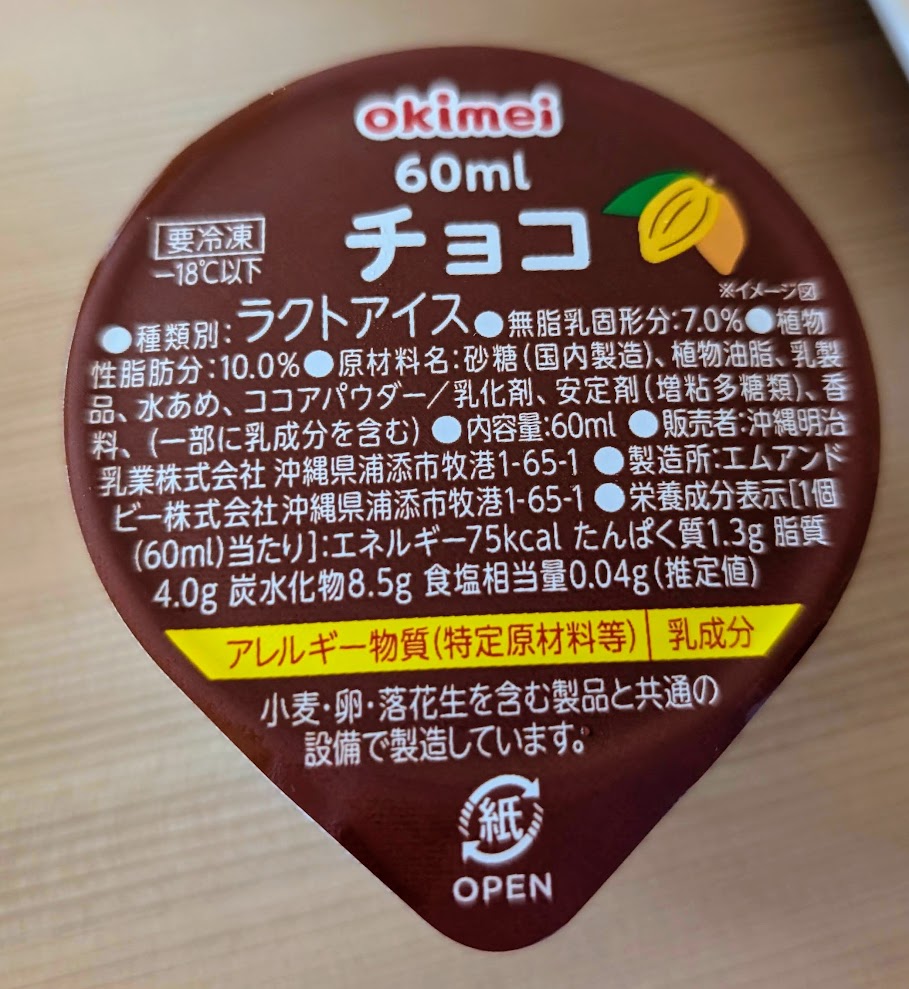 okimei
60ml
チョコ
要冷凍
−18℃以下
※イメージ図
●種類別:ラクトアイス●無脂乳固形分:7.0%●植物
性脂肪分:10.0%●原材料名:砂糖(国内製造)、植物油脂、乳製
品、水あめ、ココアパウダー/乳化剤、安定剤(増粘多糖類)、香
料、(一部に乳成分を含む)●内容量:60ml ●販売者:沖縄明治
乳業株式会社 沖縄県浦添市牧港1-65-1 ●製造所:エムアンド
ビー株式会社沖縄県浦添市牧港1-65-1 ●栄養成分表示[1個
(60ml)当たり]:エネルギー75kcal たんぱく質1.3g 脂質
4.0g 炭水化物8.5g 食塩相当量0.04g(推定値)
アレルギー物質(特定原材料等) 乳成分
小麦・卵・落花生を含む製品と共通の
設備で製造しています。
紙
OPEN